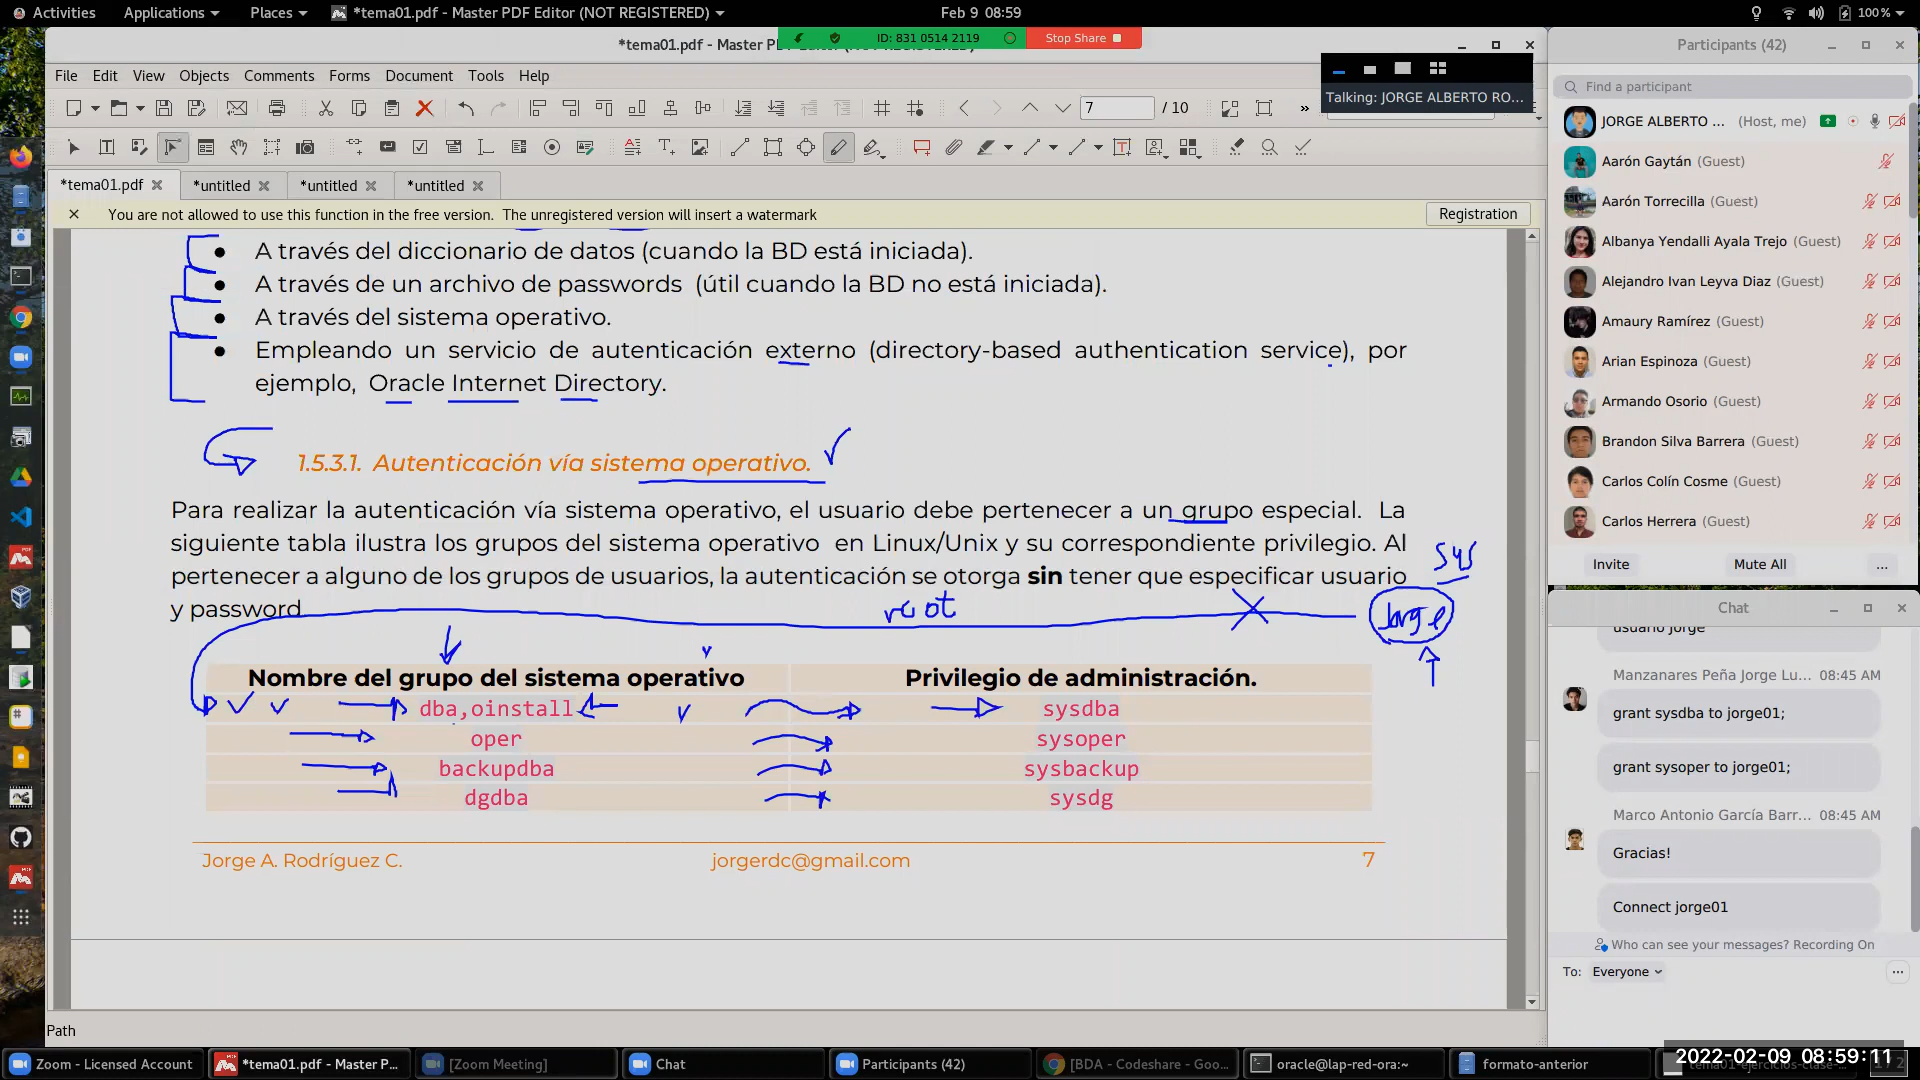 Activities
Applications
Places
*tema01.pdf - Master PDF Editor (NOT REGISTERED)
Feb 9 08:59
100%
ID: 831 0514 2119
Stop Share
Talking: JORGE ALBERTO RO...
File Edit View Objects Comments Forms Document Tools Help
7 / 10
*tema01.pdf
*untitled
*untitled
*untitled
You are not allowed to use this function in the free version. The unregistered version will insert a watermark
Registration
• A través del diccionario de datos (cuando la BD está iniciada).
• A través de un archivo de passwords (útil cuando la BD no está iniciada).
• A través del sistema operativo.
• Empleando un servicio de autenticación externo (directory-based authentication service), por
ejemplo, Oracle Internet Directory.
1.5.3.1. Autenticación vía sistema operativo.
Para realizar la autenticación vía sistema operativo, el usuario debe pertenecer a un grupo especial. La
siguiente tabla ilustra los grupos del sistema operativo en Linux/Unix y su correspondiente privilegio. Al
pertenecer a alguno de los grupos de usuarios, la autenticación se otorga sin tener que especificar usuario
y password
sys
root
Jorge
Nombre del grupo del sistema operativo
Privilegio de administración.
dba,oinstall
sysdba
oper
sysoper
backupdba
sysbackup
dgdba
sysdg
Jorge A. Rodríguez C.
jorgerdc@gmail.com
7
Path
Participants (42)
Find a participant
JORGE ALBERTO ... (Host, me)
Aarón Gaytán (Guest)
Aarón Torrecilla (Guest)
Albanya Yendalli Ayala Trejo (Guest)
Alejandro Ivan Leyva Diaz (Guest)
Amaury Ramírez (Guest)
Arian Espinoza (Guest)
Armando Osorio (Guest)
Brandon Silva Barrera (Guest)
Carlos Colín Cosme (Guest)
Carlos Herrera (Guest)
Invite
Mute All
...
Chat
usuario jorge
Manzanares Peña Jorge Lu... 08:45 AM
grant sysdba to jorge01;
grant sysoper to jorge01;
Marco Antonio García Barr... 08:45 AM
Gracias!
Connect jorge01
Who can see your messages? Recording On
To: Everyone
Zoom - Licensed Account
*tema01.pdf - Master P...
[Zoom Meeting]
Chat
Participants (42)
[BDA - Codeshare - Goo...
oracle@lap-red-ora:~
formato-anterior
2022-02-09 08:59:11